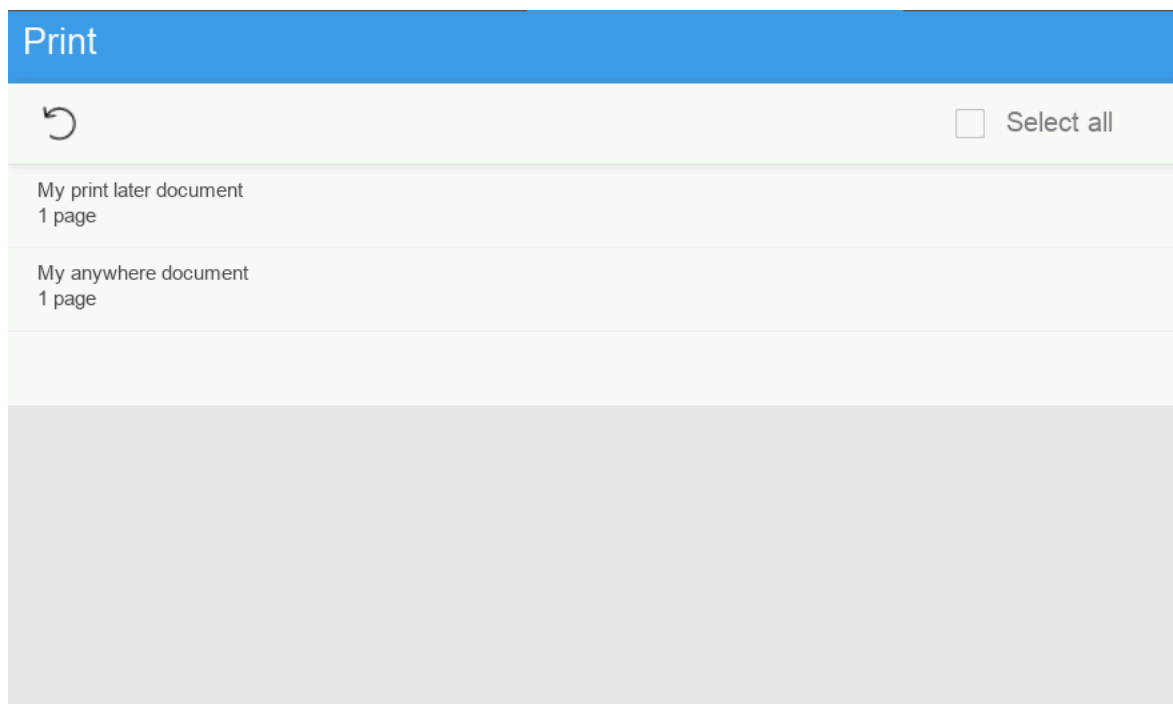 Print
Select all
My print later document
1 page
My anywhere document
1 page